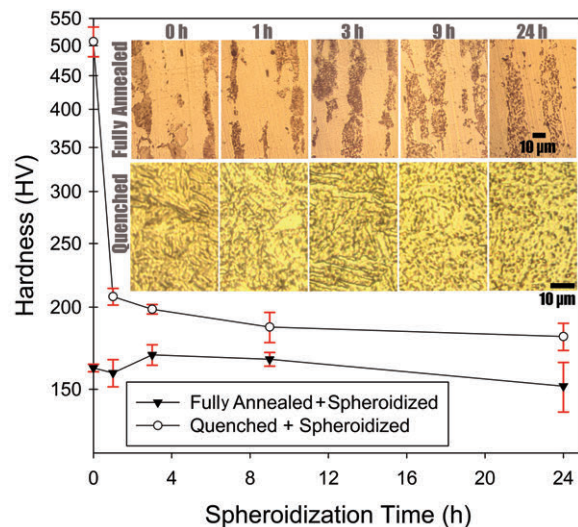 0 h 1 h 3 h 9 h 24 h
Fully Annealed
10 µm
Quenched
10 µm
Hardness (HV)
550
500
450
400
350
300
250
200
150
Fully Annealed+Spheroidized
Quenched + Spheroidized
0 4 8 12 16 20 24
Spheroidization Time (h)